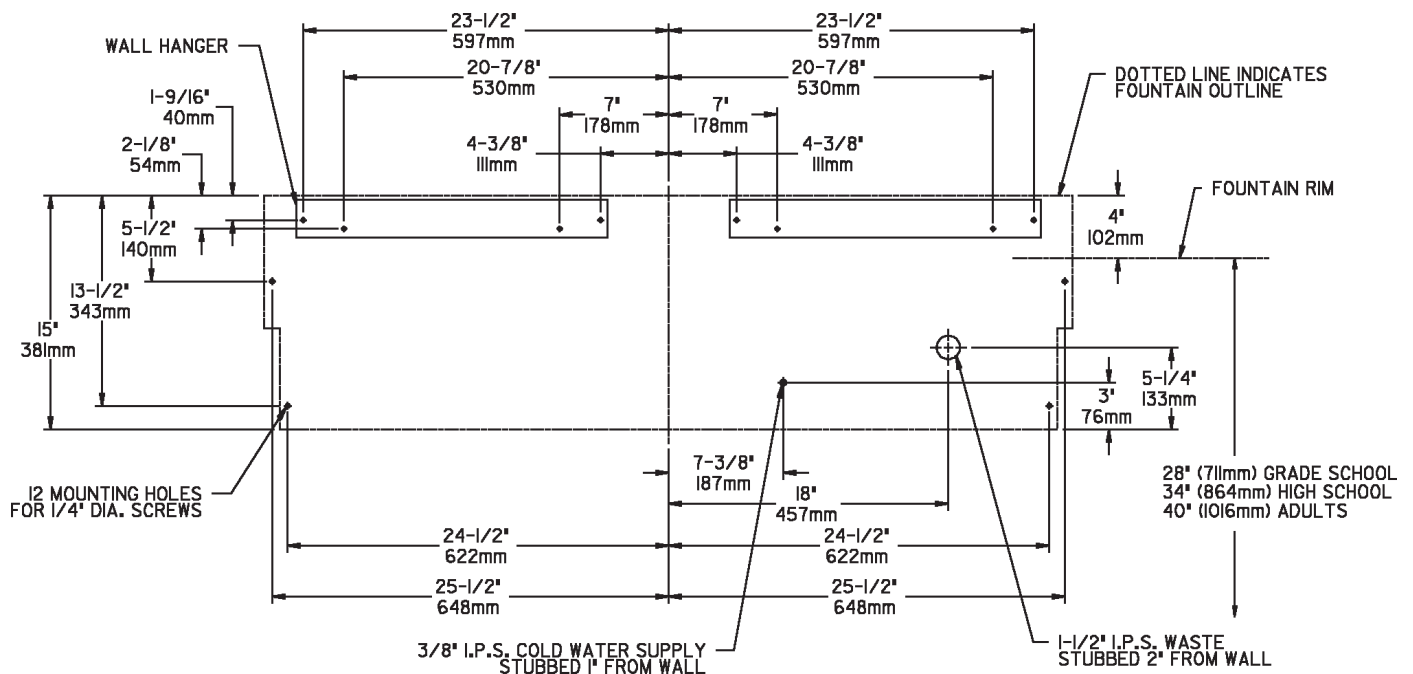 23-1/2"
597mm
23-1/2"
597mm
WALL HANGER
20-7/8"
530mm
20-7/8"
530mm
DOTTED LINE INDICATES
FOUNTAIN OUTLINE
1-9/16"
40mm
7"
178mm
7"
178mm
2-1/8"
54mm
4-3/8"
111mm
4-3/8"
111mm
FOUNTAIN RIM
5-1/2"
140mm
4"
102mm
13-1/2"
343mm
15"
381mm
5-1/4"
133mm
3"
76mm
7-3/8"
187mm
28" (711mm) GRADE SCHOOL
34" (864mm) HIGH SCHOOL
40" (1016mm) ADULTS
12 MOUNTING HOLES
FOR 1/4" DIA. SCREWS
18"
457mm
24-1/2"
622mm
24-1/2"
622mm
25-1/2"
648mm
25-1/2"
648mm
3/8" I.P.S. COLD WATER SUPPLY
STUBBED 1" FROM WALL
1-1/2" I.P.S. WASTE
STUBBED 2" FROM WALL